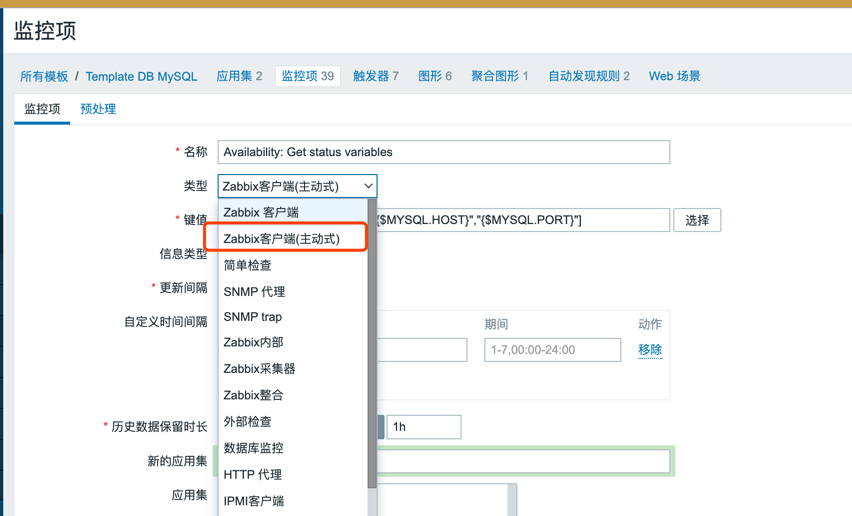 监控项
所有模板 / Template DB MySQL 应用集 2 监控项 39 触发器 7 图形 6 聚合图形 1 自动发现规则 2 Web 场景
监控项 预处理
* 名称 Availability: Get status variables
类型 Zabbix客户端(主动式)
Zabbix 客户端
* 键值 {$MYSQL.HOST}","{$MYSQL.PORT}"] 选择
Zabbix客户端(主动式)
信息类型
简单检查
* 更新间隔
SNMP 代理
自定义时间间隔
SNMP trap
期间 动作
Zabbix内部
1-7,00:00-24:00 移除
Zabbix采集器
Zabbix整合
外部检查
* 历史数据保留时长 1h
数据库监控
新的应用集
HTTP 代理
应用集
IPMI客户端